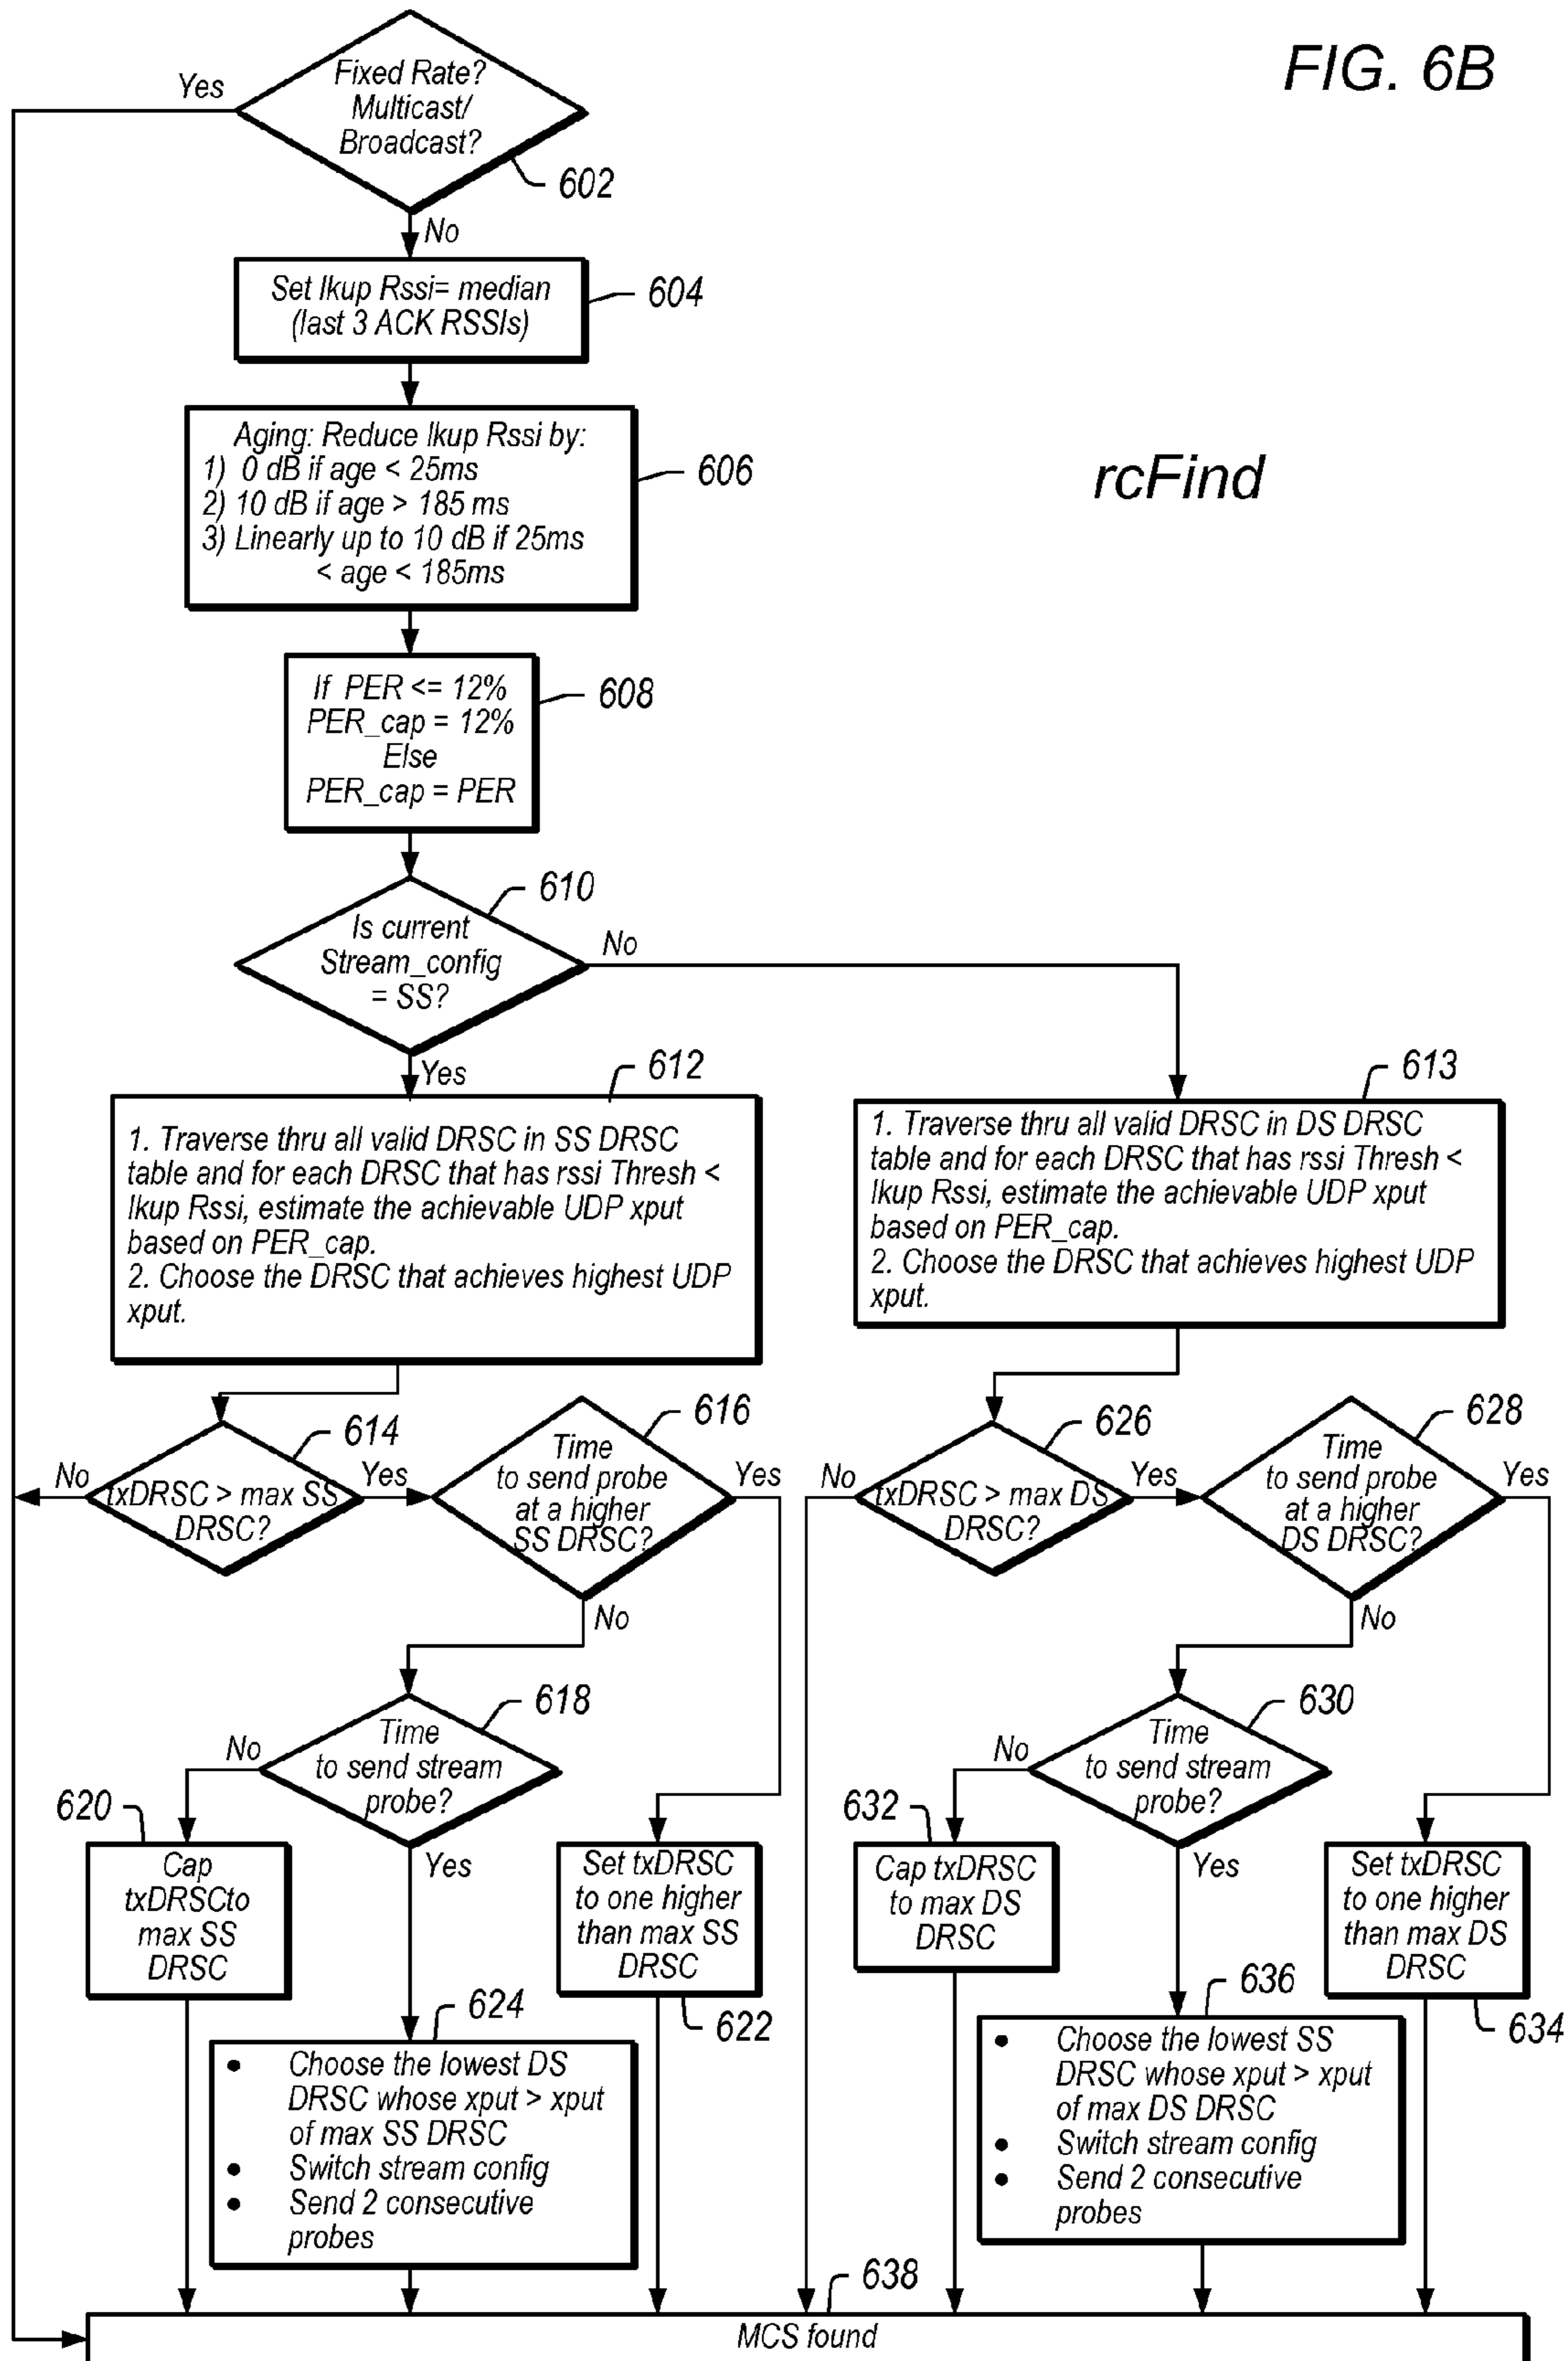 FIG. 6B
Fixed Rate?
Multicast/
Broadcast?
Yes
602
No
Set lkup Rssi= median
(last 3 ACK RSSIs)
604
Aging: Reduce lkup Rssi by:
1) 0 dB if age < 25ms
2) 10 dB if age > 185 ms
3) Linearly up to 10 dB if 25ms
< age < 185ms
606
rcFind
If PER <= 12%
PER_cap = 12%
Else
PER_cap = PER
608
610
Is current
Stream_config
= SS?
No
Yes
612
1. Traverse thru all valid DRSC in SS DRSC
table and for each DRSC that has rssi Thresh <
lkup Rssi, estimate the achievable UDP xput
based on PER_cap.
2. Choose the DRSC that achieves highest UDP
xput.
613
1. Traverse thru all valid DRSC in DS DRSC
table and for each DRSC that has rssi Thresh <
lkup Rssi, estimate the achievable UDP xput
based on PER_cap.
2. Choose the DRSC that achieves highest UDP
xput.
614
No
txDRSC > max SS
DRSC?
Yes
616
Time
to send probe
at a higher
SS DRSC?
Yes
No
626
No
txDRSC > max DS
DRSC?
Yes
628
Time
to send probe
at a higher
DS DRSC?
Yes
No
618
Time
to send stream
probe?
No
Yes
630
Time
to send stream
probe?
No
Yes
620
Cap
txDRSCto
max SS
DRSC
Set txDRSC
to one higher
than max SS
DRSC
622
632
Cap txDRSC
to max DS
DRSC
Set txDRSC
to one higher
than max DS
DRSC
634
624
• Choose the lowest DS
DRSC whose xput > xput
of max SS DRSC
• Switch stream config
• Send 2 consecutive
probes
636
• Choose the lowest SS
DRSC whose xput > xput
of max DS DRSC
• Switch stream config
• Send 2 consecutive
probes
638
MCS found